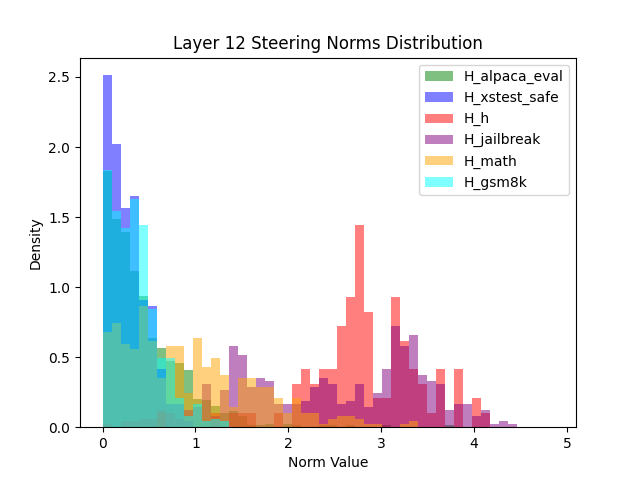 Layer 12 Steering Norms Distribution
H_alpaca_eval
H_xstest_safe
H_h
H_jailbreak
H_math
H_gsm8k
2.5
2.0
1.5
1.0
0.5
0.0
Density
0 1 2 3 4 5
Norm Value